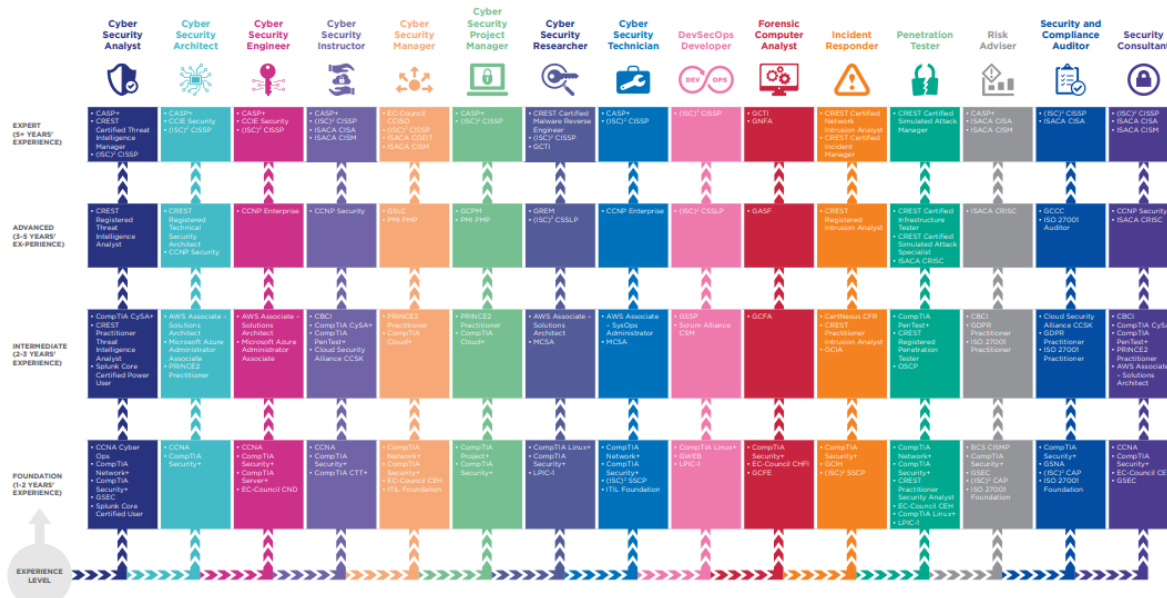 Cyber
Security
Analyst
Cyber
Security
Architect
Cyber
Security
Engineer
Cyber
Security
Instructor
Cyber
Security
Manager
Cyber
Security
Project
Manager
Cyber
Security
Researcher
Cyber
Security
Technician
DevSecOps
Developer
Forensic
Computer
Analyst
Incident
Responder
Penetration
Tester
Risk
Adviser
Security and
Compliance
Auditor
Security
Consultant
DEV
OPS
EXPERT
(5+ YEARS'
EXPERIENCE)
• CASP+
• CREST
Certified Threat
Intelligence
Manager
• (ISC)² CISSP
• CASP+
• CCIE Security
• (ISC)² CISSP
• CASP+
• CCIE Security
• (ISC)² CISSP
• CASP+
• (ISC)² CISSP
• ISACA CISA
• ISACA CISM
• EC-Council
CCISO
• (ISC)² CISSP
• ISACA CGEIT
• ISACA CISM
• CASP+
• (ISC)² CISSP
• CREST Certified
Malware Reverse
Engineer
• (ISC)² CISSP
• GCTI
• CASP+
• (ISC)² CISSP
• (ISC)² CISSP
• GCTI
• GNFA
• CREST Certified
Network
Intrusion Analyst
• CREST Certified
Incident
Manager
• CREST Certified
Simulated Attack
Manager
• CASP+
• ISACA CISA
• ISACA CISM
• (ISC)² CISSP
• ISACA CISA
• (ISC)² CISSP
• ISACA CISA
• ISACA CISM
ADVANCED
(3-5 YEARS'
EX-PERIENCE)
• CREST
Registered
Threat
Intelligence
Analyst
• CREST
Registered
Technical
Security
Architect
• CCNP Security
• CCNP Enterprise
• CCNP Security
• GSLC
• PMI PMP
• GCPM
• PMI PMP
• GREM
• (ISC)² CSSLP
• CCNP Enterprise
• (ISC)² CSSLP
• GASF
• CREST
Registered
Intrusion Analyst
• CREST Certified
Infrastructure
Tester
• CREST Certified
Simulated Attack
Specialist
• ISACA CRISC
• ISACA CRISC
• GCCC
• ISO 27001
Auditor
• CCNP Security
• ISACA CRISC
INTERMEDIATE
(2-3 YEARS'
EXPERIENCE)
• CompTIA CySA+
• CREST
Practitioner
Threat
Intelligence
Analyst
• Splunk Core
Certified Power
User
• AWS Associate –
Solutions
Architect
• Microsoft Azure
Administrator
Associate
• PRINCE2
Practitioner
• AWS Associate –
Solutions
Architect
• Microsoft Azure
Administrator
Associate
• CBCI
• CompTIA CySA+
• CompTIA
PenTest+
• Cloud Security
Alliance CCSK
• PRINCE2
Practitioner
• CompTIA
Cloud+
• PRINCE2
Practitioner
• CompTIA
Cloud+
• AWS Associate –
Solutions
Architect
• MCSA
• AWS Associate
– SysOps
Administrator
• MCSA
• GSSP
• Scrum Alliance
CSM
• GCFA
• CertNexus CFR
• CREST
Practitioner
Intrusion Analyst
• GCIA
• CompTIA
PenTest+
• CREST
Registered
Penetration
Tester
• OSCP
• CBCI
• GDPR
Practitioner
• ISO 27001
Practitioner
• Cloud Security
Alliance CCSK
• GDPR
Practitioner
• ISO 27001
Practitioner
• CBCI
• CompTIA CySA+
• CompTIA
PenTest+
• PRINCE2
Practitioner
• AWS Associate
– Solutions
Architect
FOUNDATION
(1-2 YEARS'
EXPERIENCE)
• CCNA Cyber
Ops
• CompTIA
Network+
• CompTIA
Security+
• GSEC
• Splunk Core
Certified User
• CCNA
• CompTIA
Security+
• CCNA
• CompTIA
Security+
• CompTIA
Server+
• EC-Council CND
• CCNA
• CompTIA
Security+
• CompTIA CTT+
• CompTIA
Network+
• CompTIA
Security+
• EC-Council CEH
• ITIL Foundation
• CompTIA
Project+
• CompTIA
Security+
• CompTIA Linux+
• CompTIA
Security+
• LPIC-1
• CompTIA
Network+
• CompTIA
Security+
• (ISC)² SSCP
• ITIL Foundation
• CompTIA Linux+
• GWEB
• LPIC-1
• CompTIA
Security+
• EC-Council CHFI
• GCFE
• CompTIA
Security+
• GCIH
• (ISC)² SSCP
• CompTIA
Network+
• CompTIA
Security+
• CREST
Practitioner
Security Analyst
• EC-Council CEH
• CompTIA Linux+
• LPIC-1
• BCS CISMP
• CompTIA
Security+
• GSEC
• (ISC)² CAP
• ISO 27001
Foundation
• CompTIA
Security+
• GSNA
• (ISC)² CAP
• ISO 27001
Foundation
• CCNA
• CompTIA
Security+
• EC-Council CEH
• GSEC
EXPERIENCE
LEVEL